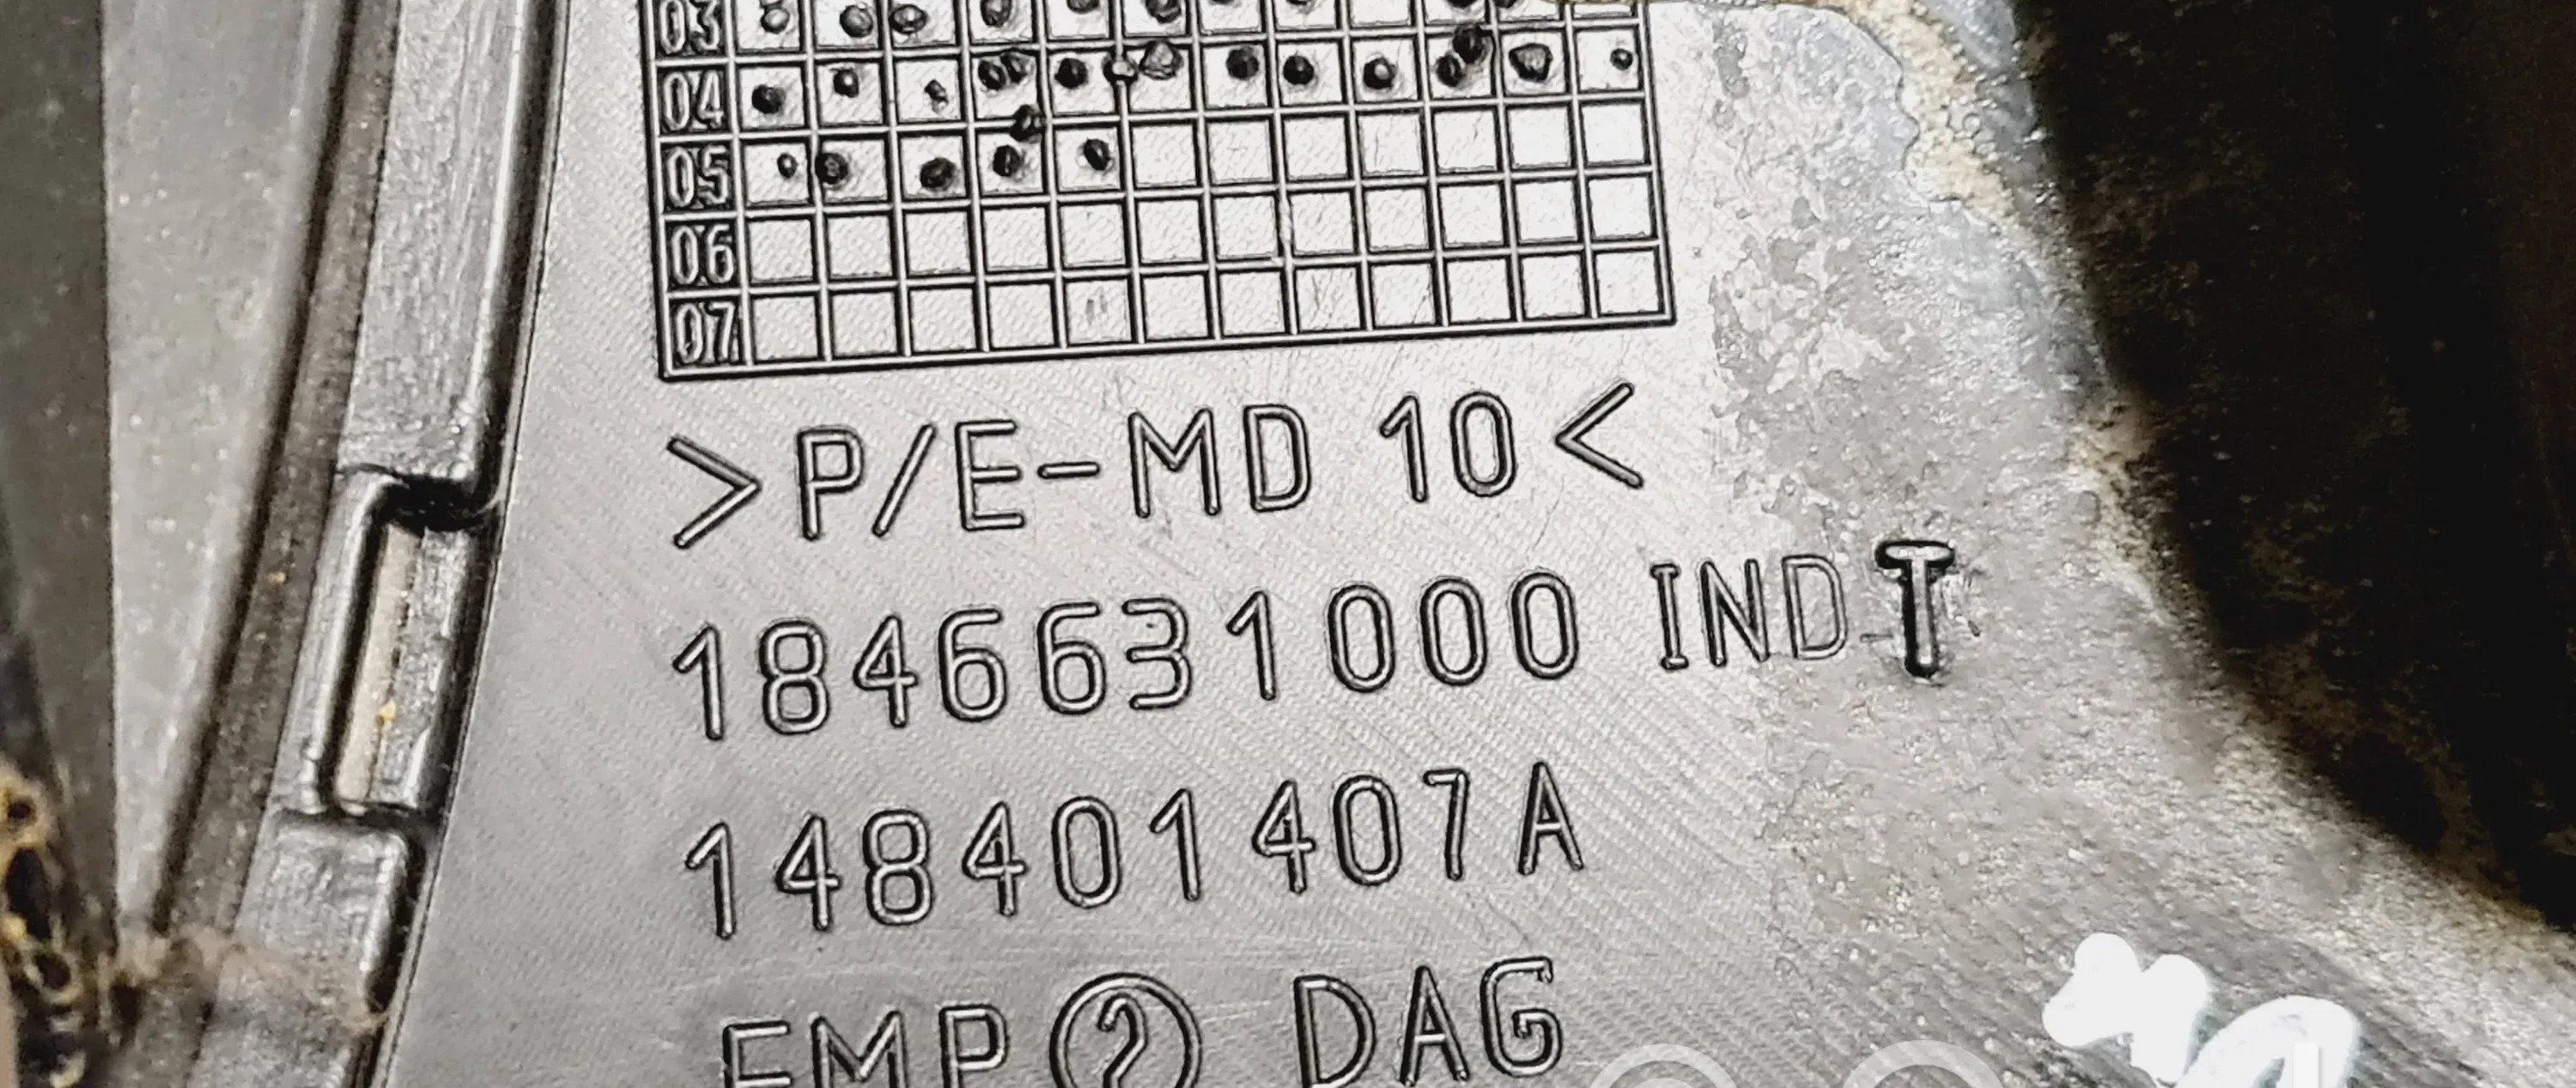 03
04
05
06
07
>P/E-MD 10<
1846631000 IND T
148401407A
EMP 2 DAG